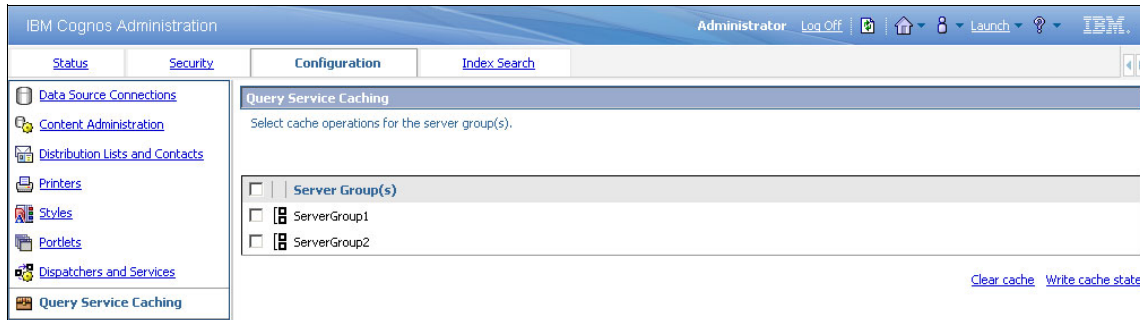 IBM Cognos Administration
Administrator Log Off Launch IBM.
Status Security Configuration Index Search
Data Source Connections
Content Administration
Distribution Lists and Contacts
Printers
Styles
Portlets
Dispatchers and Services
Query Service Caching
Query Service Caching
Select cache operations for the server group(s).
Server Group(s)
ServerGroup1
ServerGroup2
Clear cache Write cache state